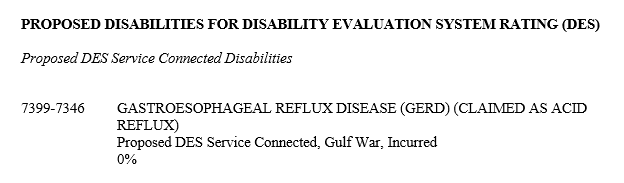 PROPOSED DISABILITIES FOR DISABILITY EVALUATION SYSTEM RATING (DES)
Proposed DES Service Connected Disabilities
7399-7346 GASTROESOPHAGEAL REFLUX DISEASE (GERD) (CLAIMED AS ACID
REFLUX)
Proposed DES Service Connected, Gulf War, Incurred
0%